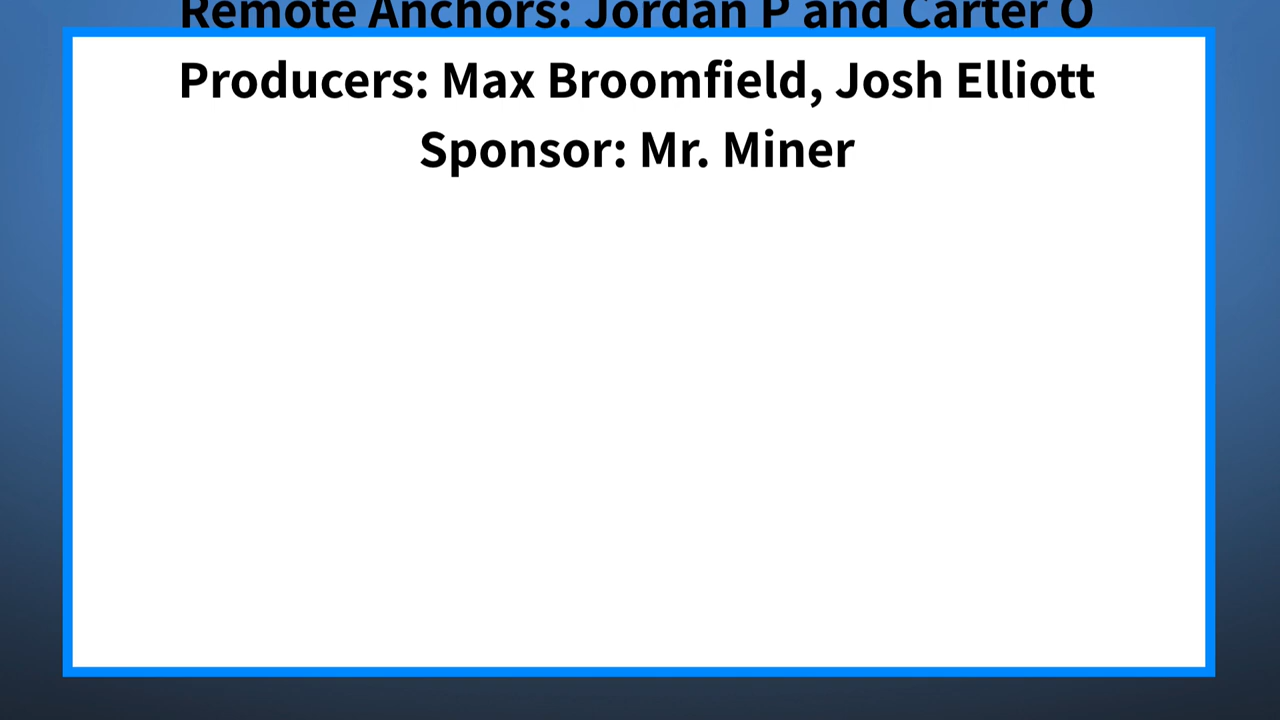 Remote Anchors: Jordan P and Carter O
Producers: Max Broomfield, Josh Elliott
Sponsor: Mr. Miner